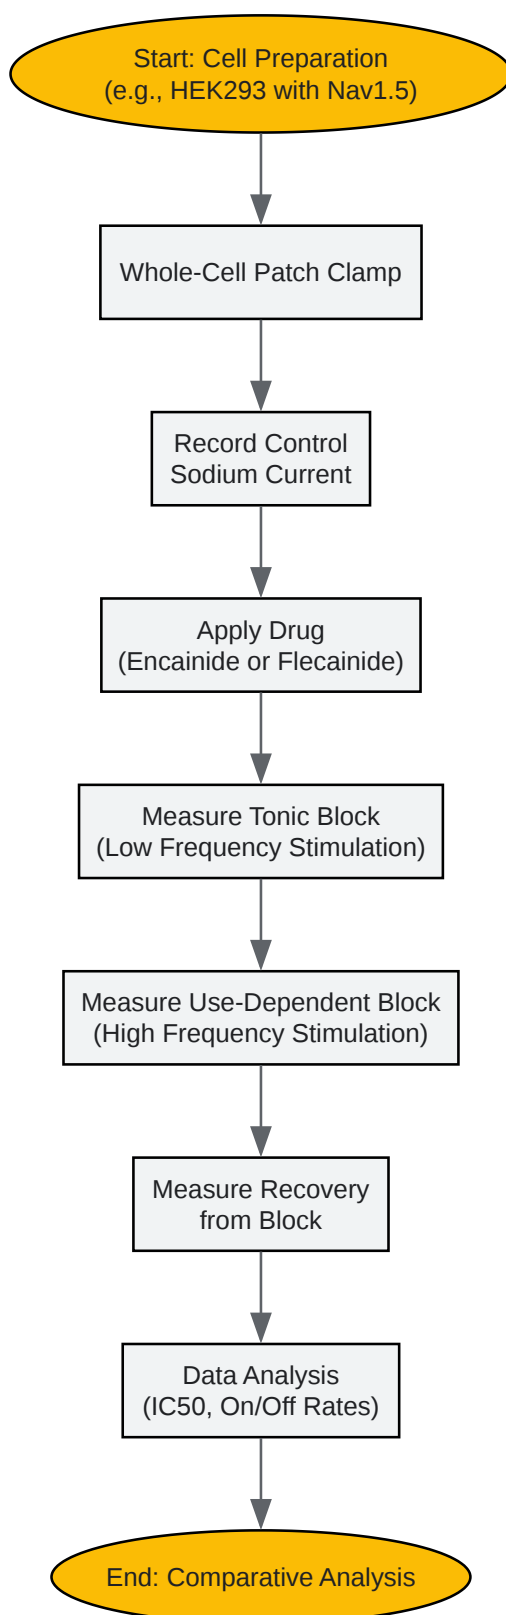 Start: Cell Preparation
(e.g., HEK293 with Nav1.5)
Whole-Cell Patch Clamp
Record Control
Sodium Current
Apply Drug
(Encainide or Flecainide)
Measure Tonic Block
(Low Frequency Stimulation)
Measure Use-Dependent Block
(High Frequency Stimulation)
Measure Recovery
from Block
Data Analysis
(IC50, On/Off Rates)
End: Comparative Analysis